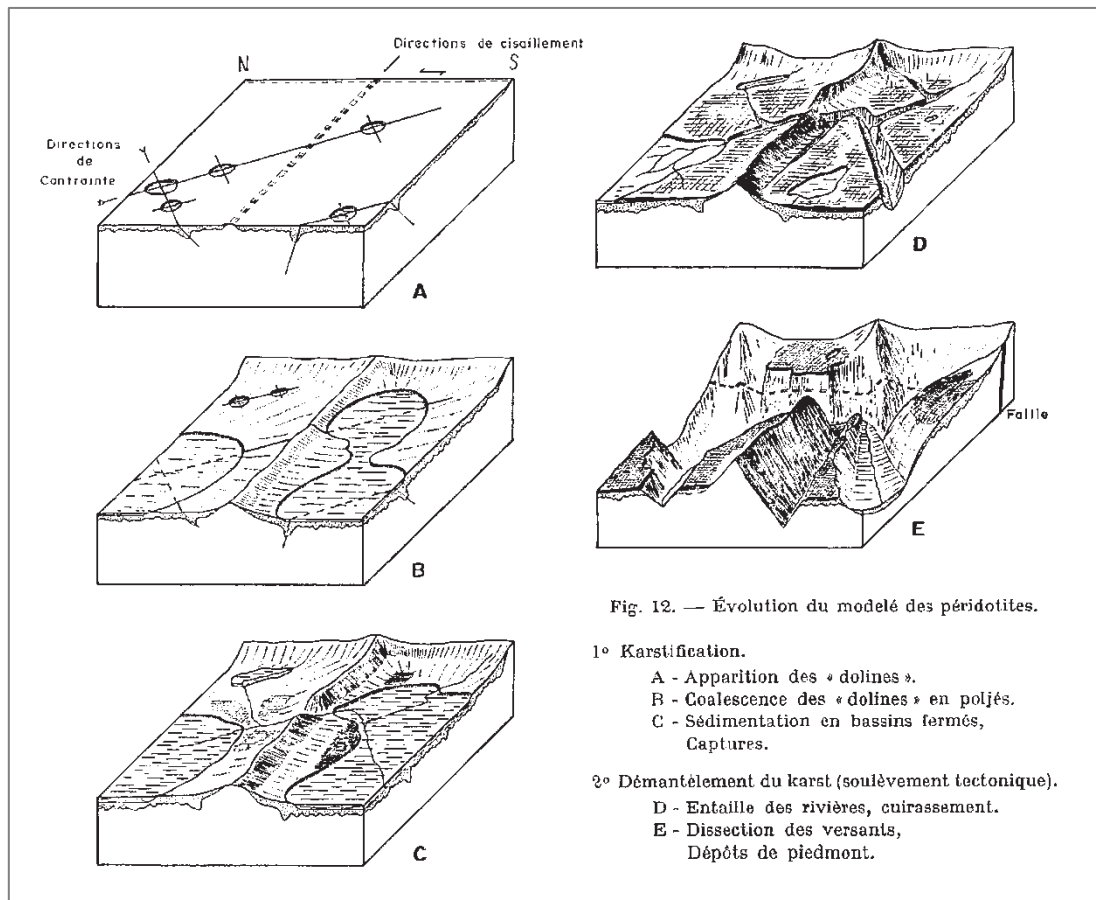 Directions de cisaillement
N
S
Directions
de
Contrainte
A
B
C
D
Faille
E
Fig. 12. — Évolution du modelé des péridotites.
1º Karstification.
A - Apparition des « dolines ».
B - Coalescence des « dolines » en poljés.
C - Sédimentation en bassins fermés,
Captures.
2º Démantèlement du karst (soulèvement tectonique).
D - Entaille des rivières, cuirassement.
E - Dissection des versants,
Dépôts de piedmont.